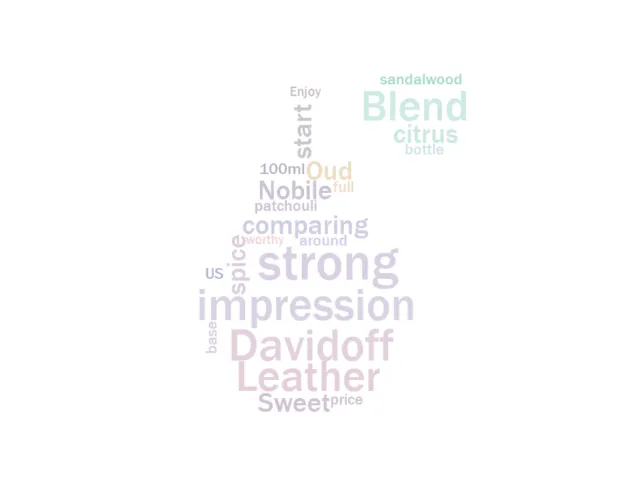 sandalwood
Enjoy
Blend
start
citrus
bottle
100ml
Oud
Nobile
full
patchouli
comparing
worthy
around
spice
strong
US
impression
base
Davidoff
Leather
Sweet
price